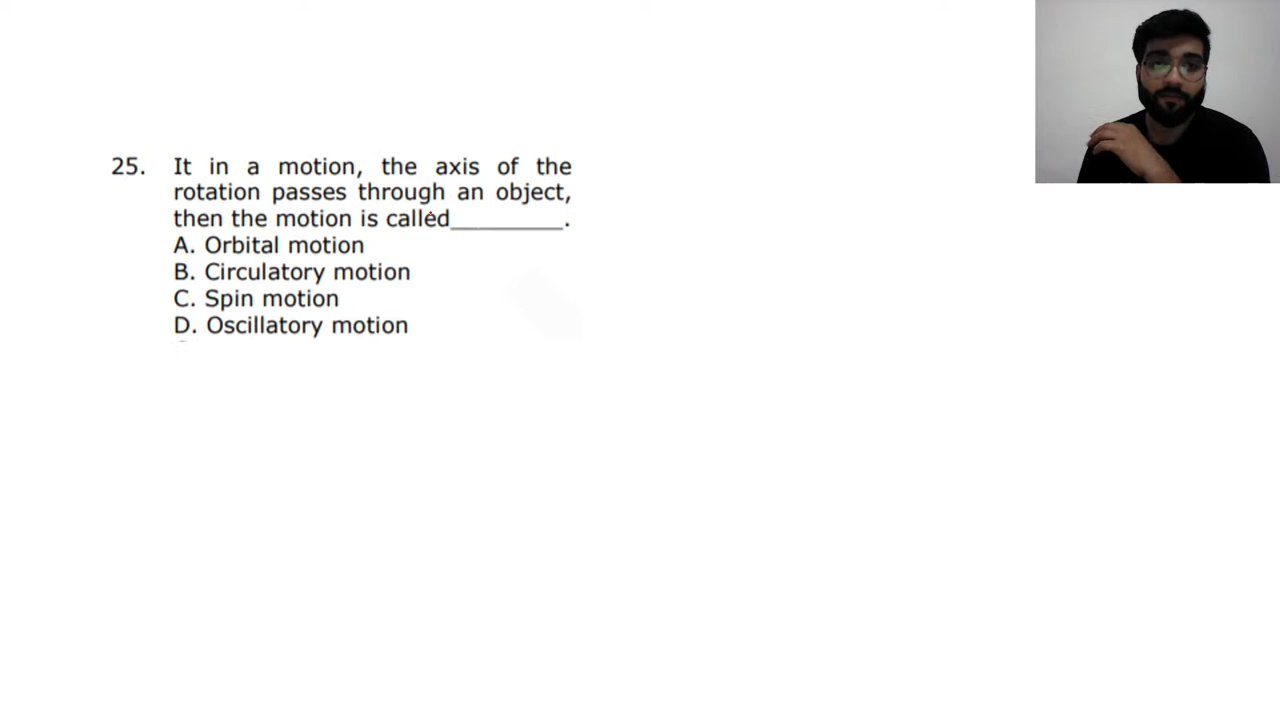 25. It in a motion, the axis of the
rotation passes through an object,
then the motion is called_________.
A. Orbital motion
B. Circulatory motion
C. Spin motion
D. Oscillatory motion